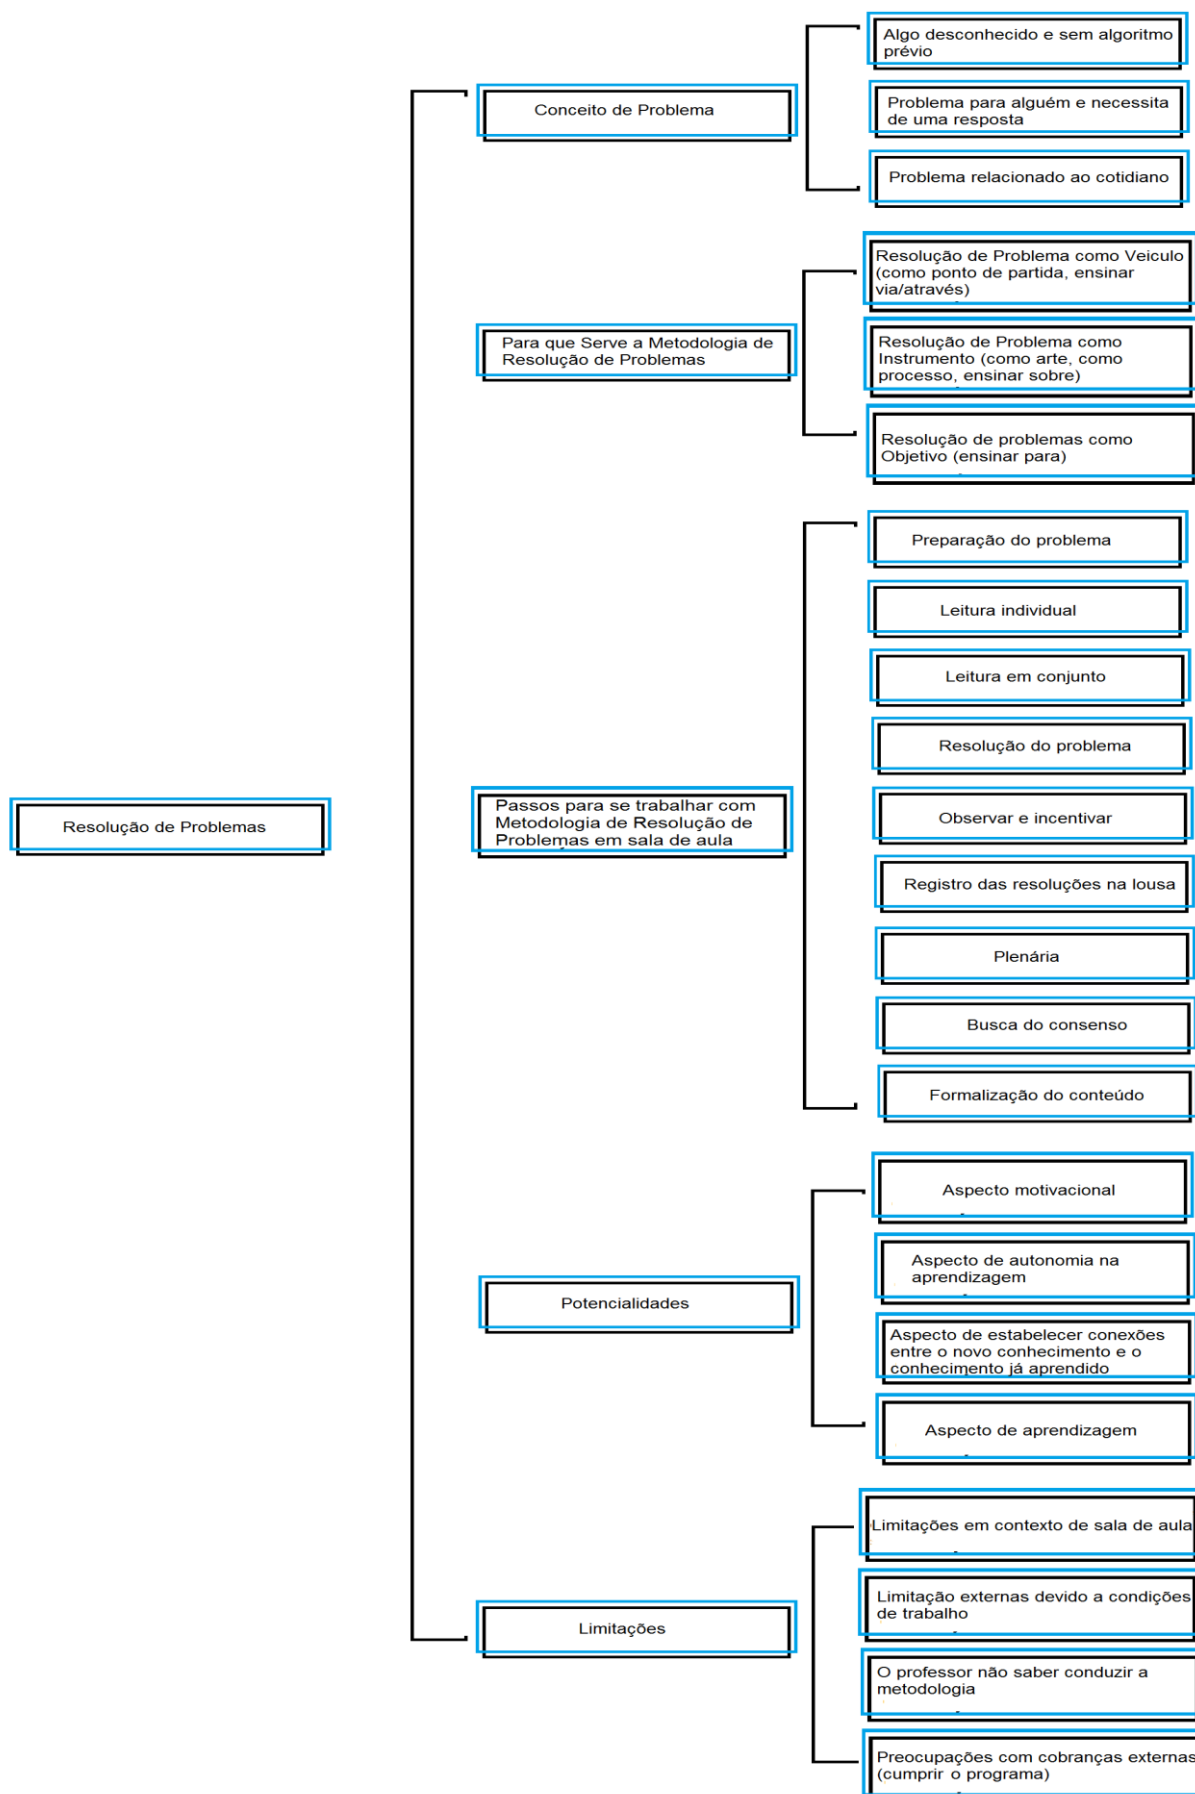 Resolução de Problemas
Conceito de Problema
Algo desconhecido e sem algoritmo
prévio
Problema para alguém e necessita
de uma resposta
Problema relacionado ao cotidiano
Para que Serve a Metodologia de
Resolução de Problemas
Resolução de Problema como Veiculo
(como ponto de partida, ensinar
via/através)
Resolução de Problema como
Instrumento (como arte, como
processo, ensinar sobre)
Resolução de problemas como
Objetivo (ensinar para)
Passos para se trabalhar com
Metodologia de Resolução de
Problemas em sala de aula
Preparação do problema
Leitura individual
Leitura em conjunto
Resolução do problema
Observar e incentivar
Registro das resoluções na lousa
Plenária
Busca do consenso
Formalização do conteúdo
Potencialidades
Aspecto motivacional
Aspecto de autonomia na
aprendizagem
Aspecto de estabelecer conexões
entre o novo conhecimento e o
conhecimento já aprendido
Aspecto de aprendizagem
Limitações
Limitações em contexto de sala de aula
Limitação externas devido a condições
de trabalho
O professor não saber conduzir a
metodologia
Preocupações com cobranças externas
(cumprir o programa)